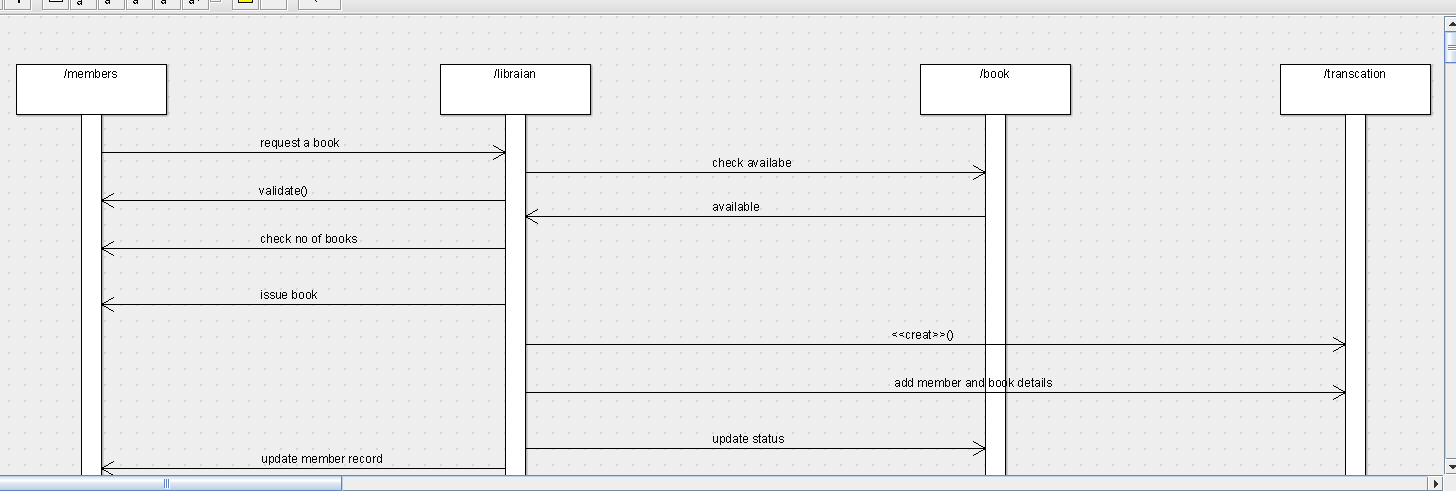 /members
/libraian
/book
/transcation
request a book
check availabe
validate()
available
check no of books
issue book
<<creat>>()
add member and book details
update status
update member record